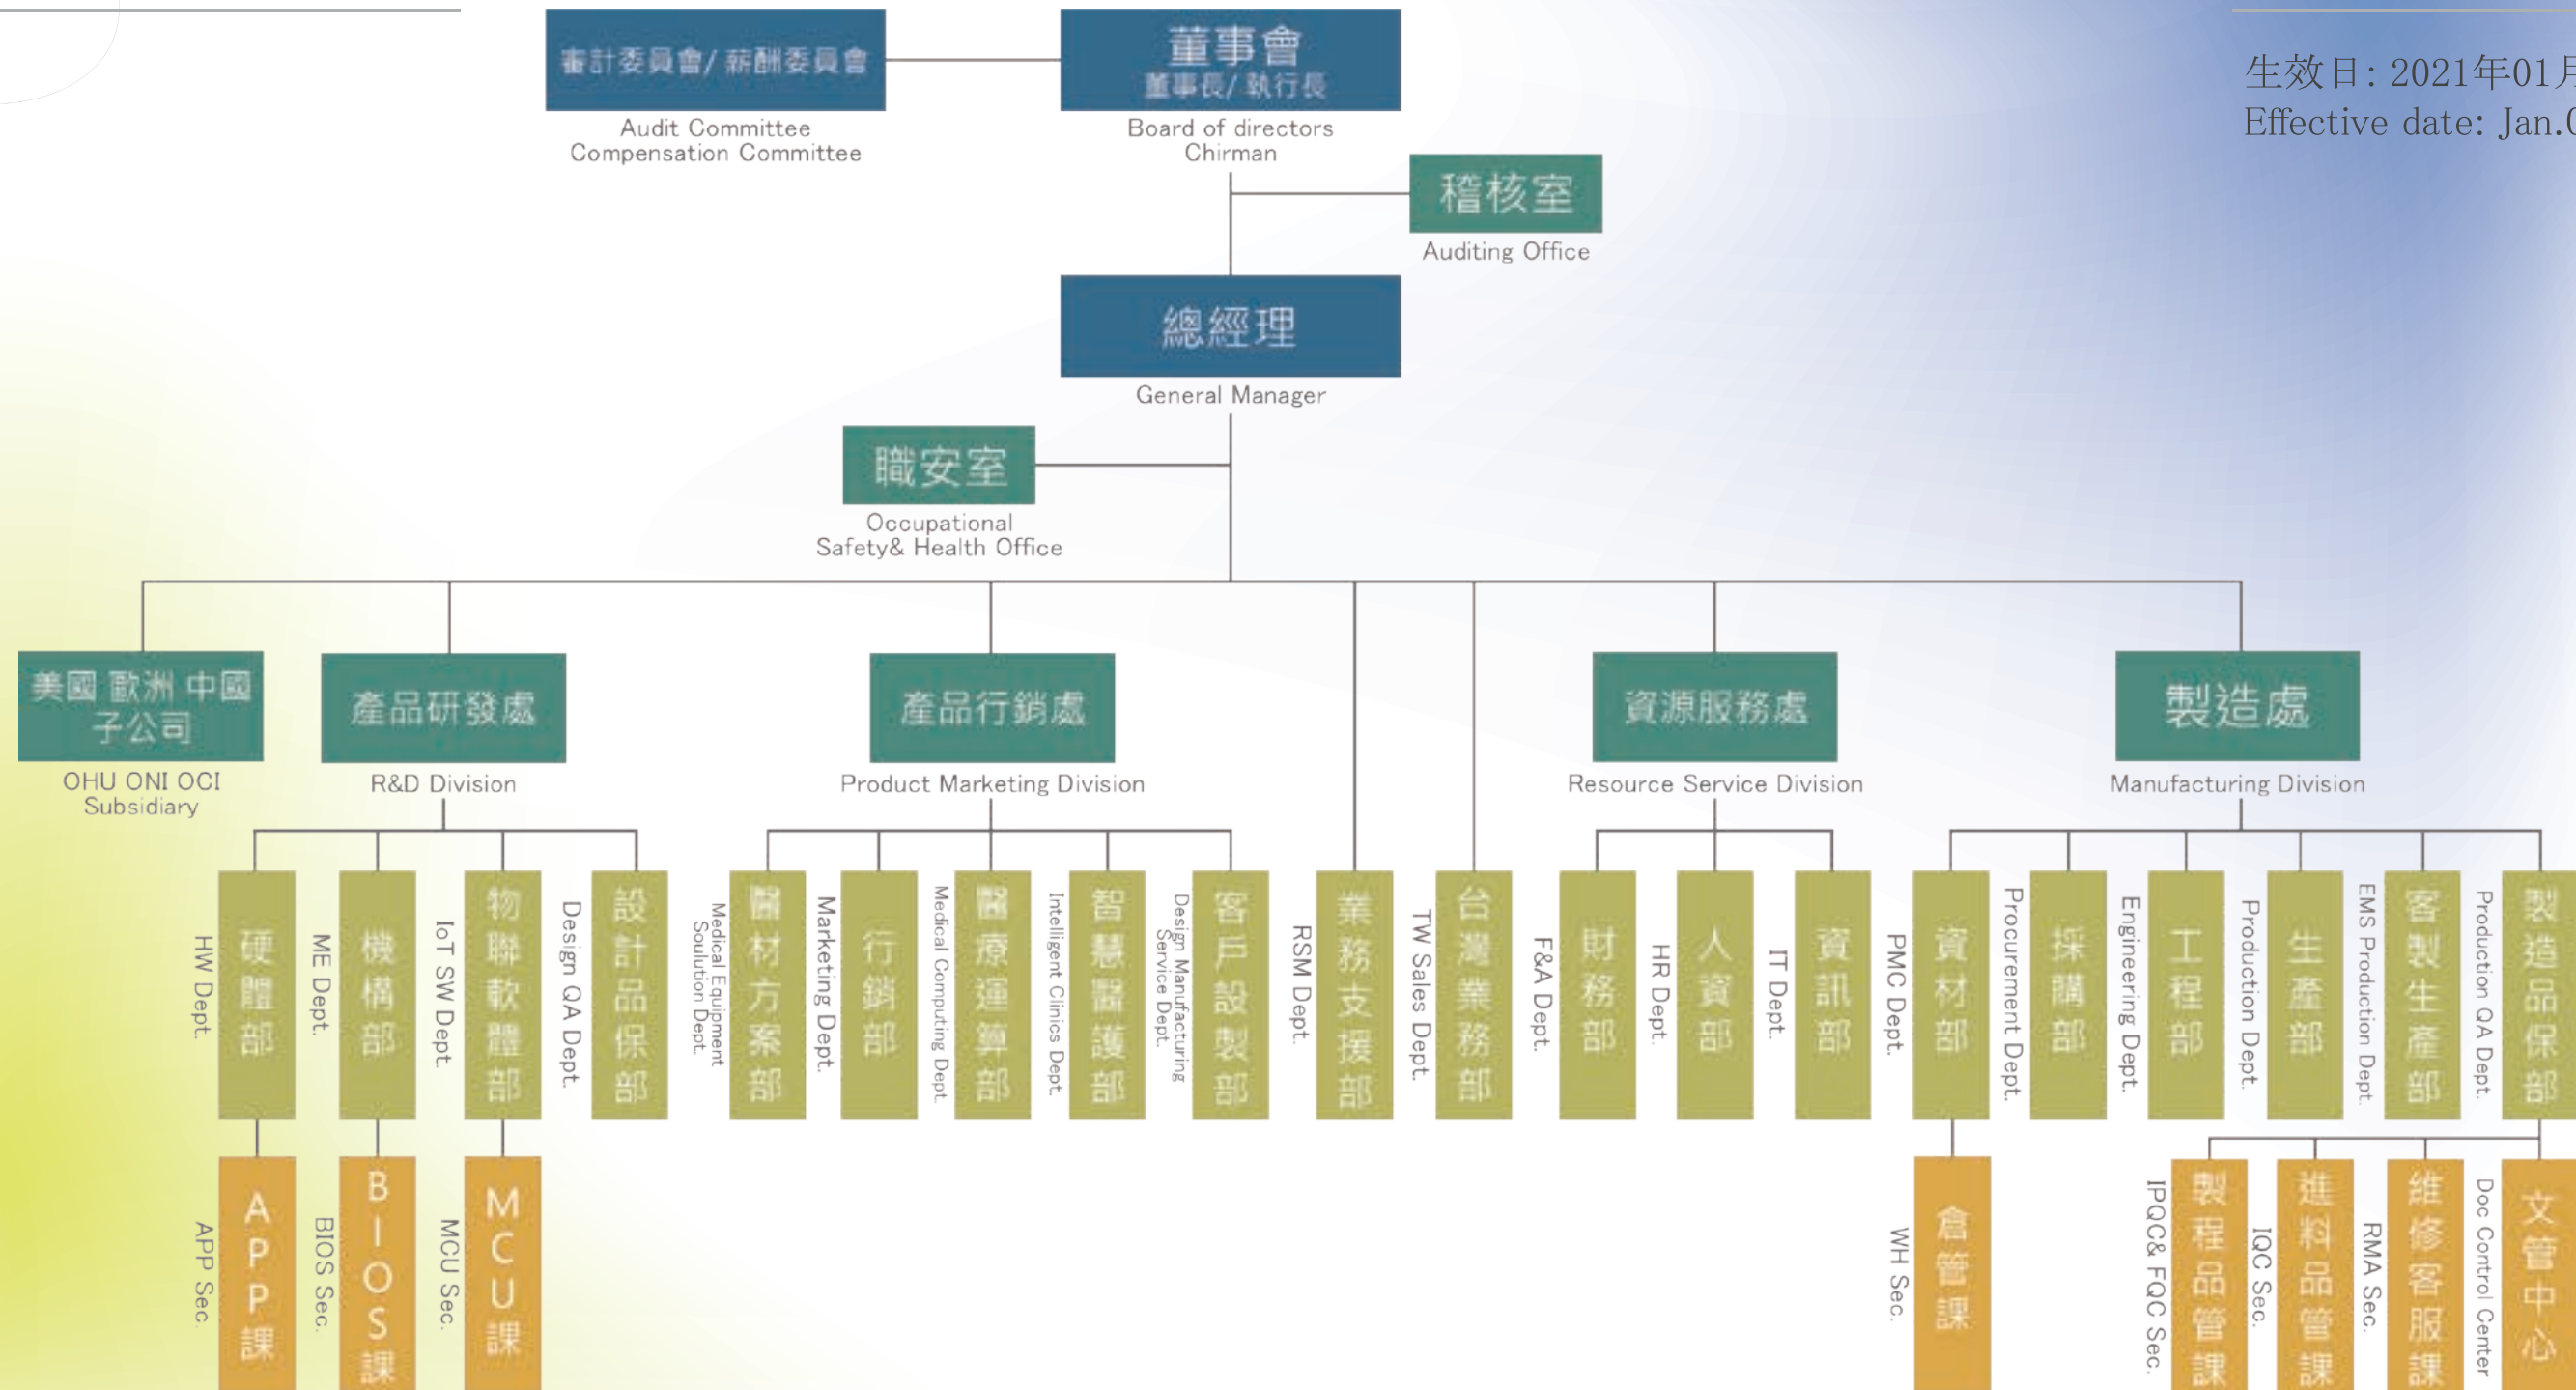 生效日: 2021年01月
Effective date: Jan.0
審計委員會/ 薪酬委員會
Audit Committee
Compensation Committee
董事會
董事長/ 執行長
Board of directors
Chirman
稽核室
Auditing Office
總經理
General Manager
職安室
Occupational
Safety& Health Office
美國 歐洲 中國
子公司
OHU ONI OCI
Subsidiary
產品研發處
R&D Division
產品行銷處
Product Marketing Division
資源服務處
Resource Service Division
製造處
Manufacturing Division
HW Dept.
硬體部
ME Dept.
機構部
IoT SW Dept.
物聯軟體部
Design QA Dept.
設計品保部
Medical Equipment
Soulution Dept.
醫材方案部
Marketing Dept.
行銷部
Medical Computing Dept.
醫療運算部
Intelligent Clinics Dept.
智慧醫護部
Design Manufacturing
Service Dept.
客戶設製部
RSM Dept.
業務支援部
TW Sales Dept.
台灣業務部
F&A Dept.
財務部
HR Dept.
人資部
IT Dept.
資訊部
PMC Dept.
資材部
Procurement Dept.
採購部
Engineering Dept.
工程部
Production Dept.
生產部
EMS Production Dept.
客製生產部
Production QA Dept.
製造品保部
APP Sec.
APP課
BIOS Sec.
BIOS課
MCU Sec.
MCU課
WH Sec.
倉管課
IPQC& FQC Sec.
製程品管課
IQC Sec.
進料品管課
RMA Sec.
維修客服課
Doc Control Center
文管中心